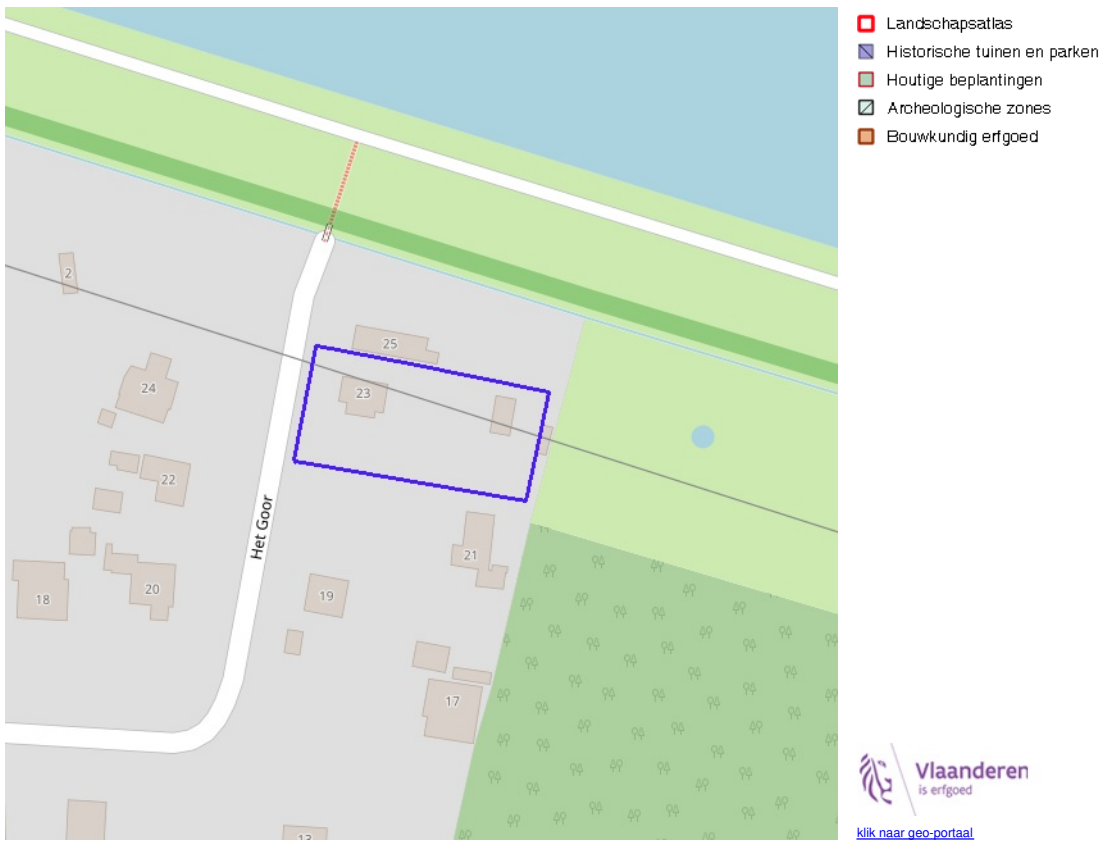 Landschapsatlas
Historische tuinen en parken
Houtige beplantingen
Archeologische zones
Bouwkundig erfgoed
2
25
24
23
22
Het Goor
21
18
20
19
17
13
Vlaanderen
is erfgoed
klik naar geo-portaal